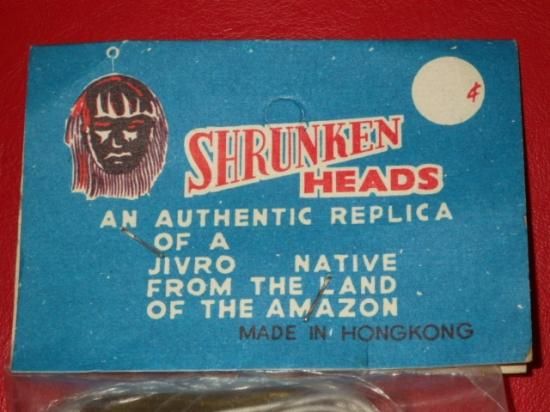 ¢
SHRUNKEN
HEADS
AN AUTHENTIC REPLICA
OF A
JIVRO NATIVE
FROM THE LAND
OF THE AMAZON
MADE IN HONGKONG